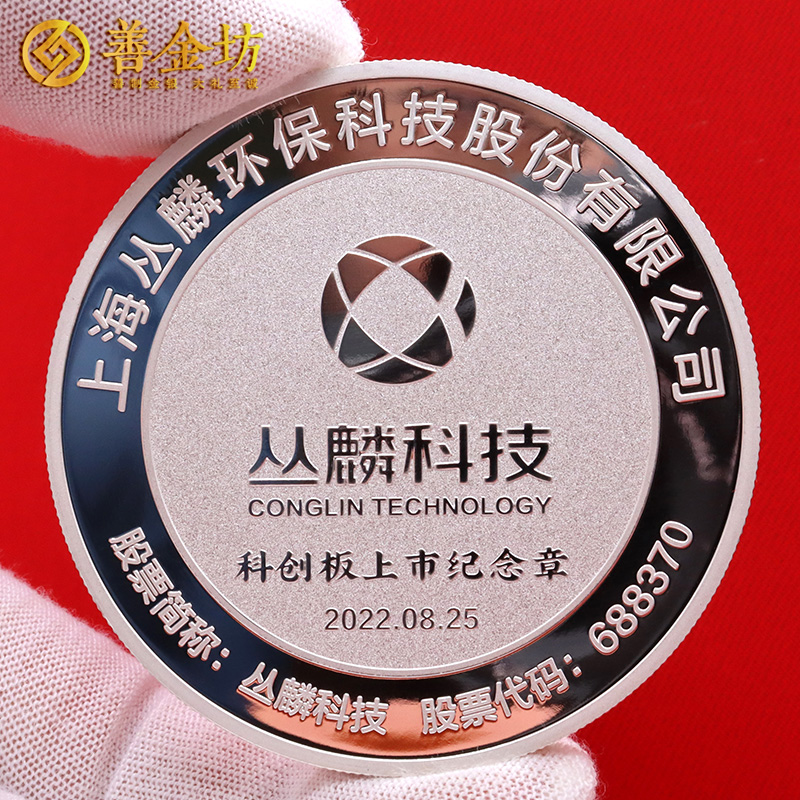 善金坊
上海丛麟环保科技股份有限公司
丛麟科技
CONGLIN TECHNOLOGY
科创板上市纪念章
2022.08.25
股票简称：丛麟科技 股票代码：688370